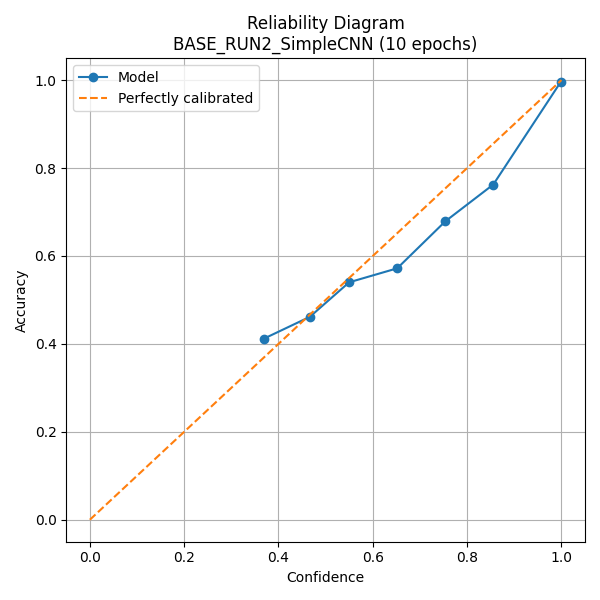 Reliability Diagram
BASE_RUN2_SimpleCNN (10 epochs)
Model
Perfectly calibrated
1.0
0.8
0.6
0.4
0.2
0.0
Accuracy
0.0 0.2 0.4 0.6 0.8 1.0
Confidence